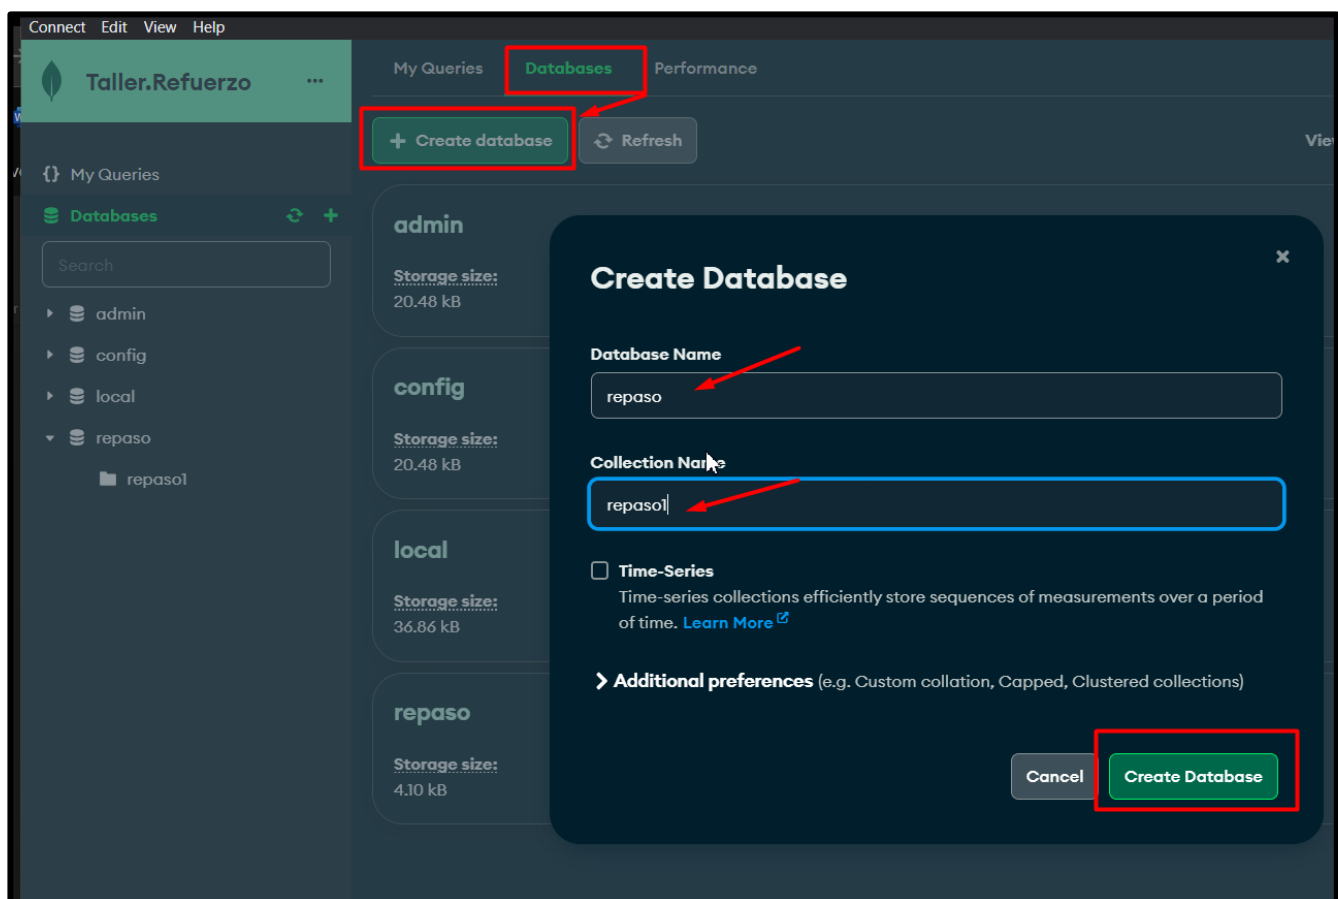 Connect Edit View Help
Taller.Refuerzo ...
My Queries Databases Performance
+ Create database Refresh
{} My Queries
Databases +
Search
admin
config
local
repaso
repaso1
admin
Storage size:
20.48 kB
config
Storage size:
20.48 kB
local
Storage size:
36.86 kB
repaso
Storage size:
4.10 kB
Create Database
Database Name
repaso
Collection Name
repaso1
Time-Series
Time-series collections efficiently store sequences of measurements over a period
of time. Learn More
Additional preferences (e.g. Custom collation, Capped, Clustered collections)
Cancel Create Database